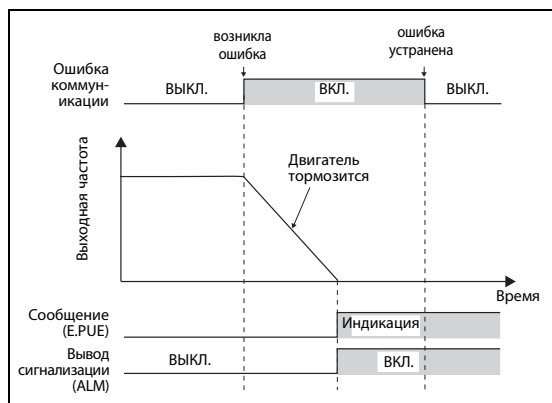 возникла
ошибка
ошибка
устранена
Ошибка
коммун-
икации
ВЫКЛ.
ВКЛ.
ВЫКЛ.
Выходная частота
Двигатель
тормозится
Время
Сообщение
(E.PUE)
Индикация
Вывод
сигнализации
(ALM)
ВЫКЛ.
ВКЛ.